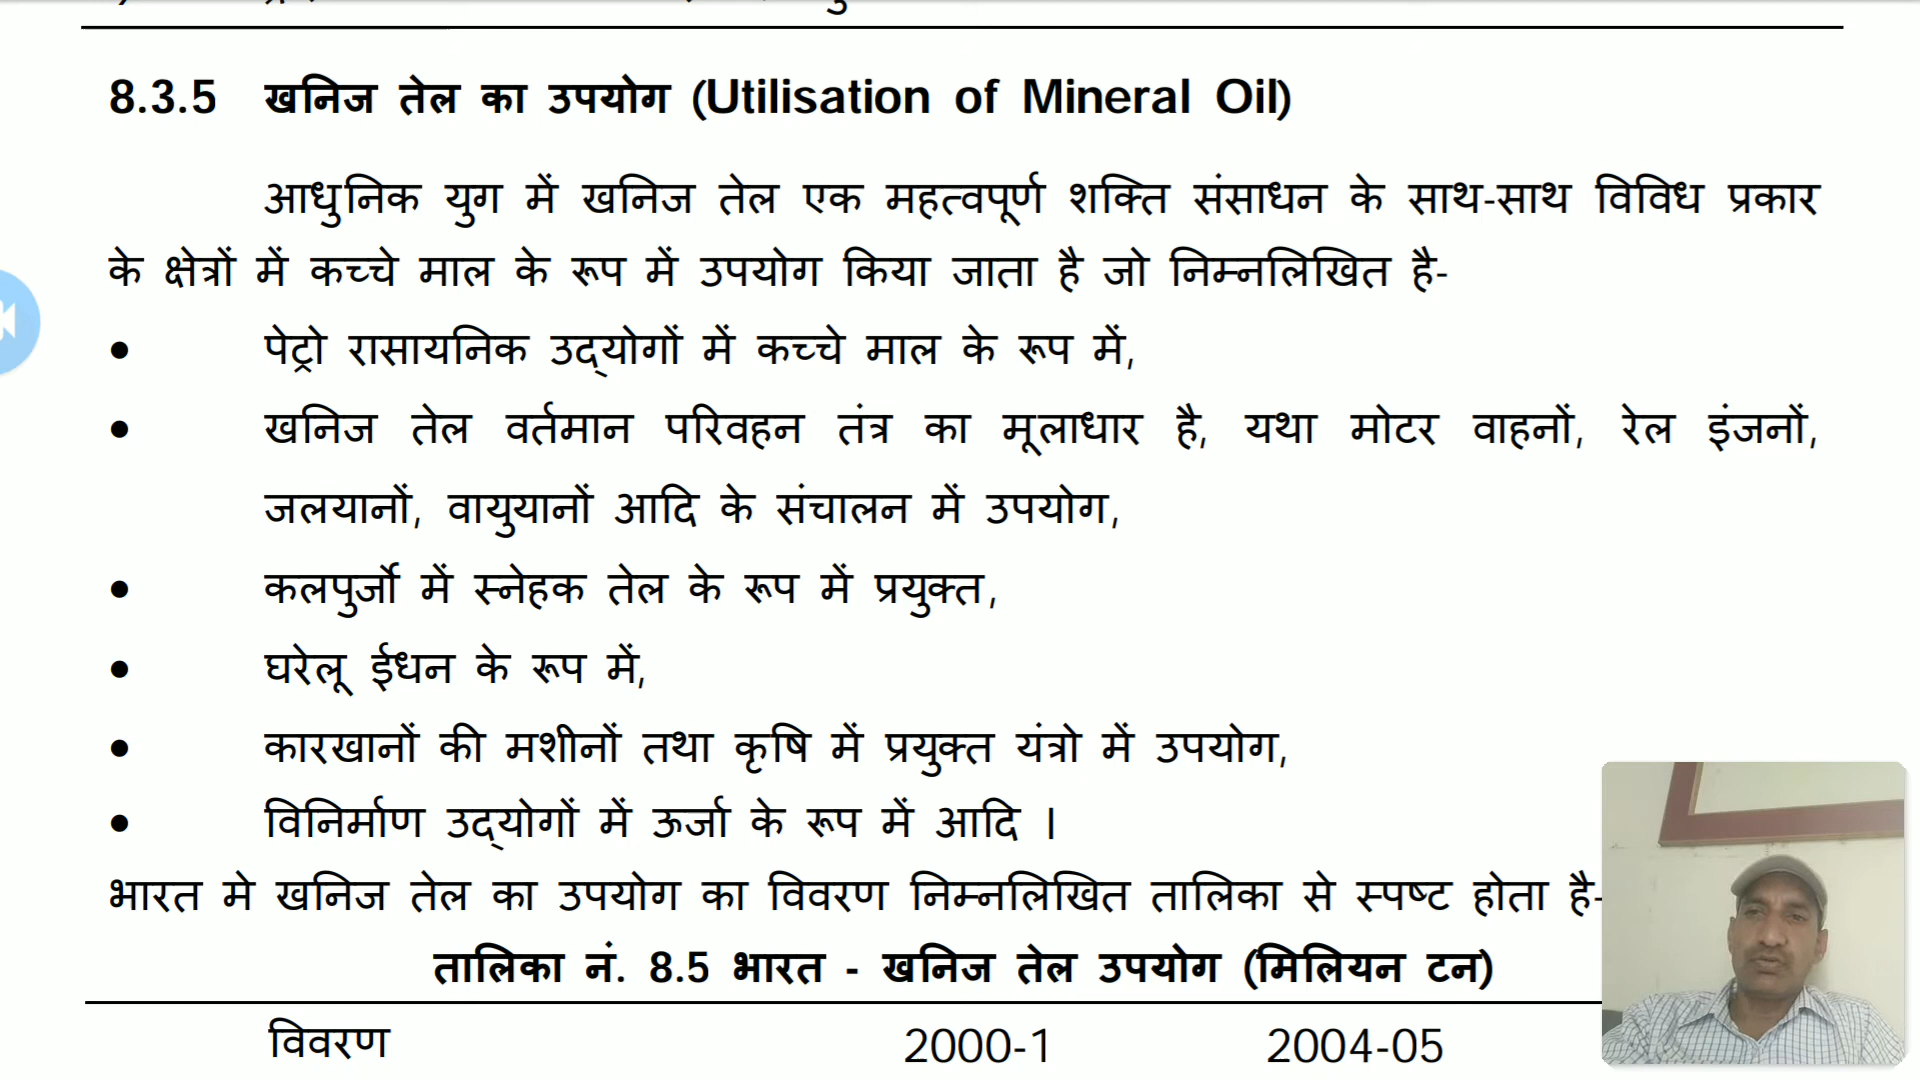 8.3.5 खनिज तेल का उपयोग (Utilisation of Mineral Oil)
आधुनिक युग में खनिज तेल एक महत्वपूर्ण शक्ति संसाधन के साथ-साथ विविध प्रकार
के क्षेत्रों में कच्चे माल के रूप में उपयोग किया जाता है जो निम्नलिखित है-
• पेट्रो रासायनिक उद्‌योगों में कच्चे माल के रूप में,
• खनिज तेल वर्तमान परिवहन तंत्र का मूलाधार है, यथा मोटर वाहनों, रेल इंजनों,
जलयानों, वायुयानों आदि के संचालन में उपयोग,
• कलपुर्जो में स्नेहक तेल के रूप में प्रयुक्त,
• घरेलू ईधन के रूप में,
• कारखानों की मशीनों तथा कृषि में प्रयुक्त यंत्रो में उपयोग,
• विनिर्माण उद्‌योगों में ऊर्जा के रूप में आदि ।
भारत मे खनिज तेल का उपयोग का विवरण निम्नलिखित तालिका से स्पष्ट होता है-
तालिका नं. 8.5 भारत - खनिज तेल उपयोग (मिलियन टन)
विवरण 2000-1 2004-05